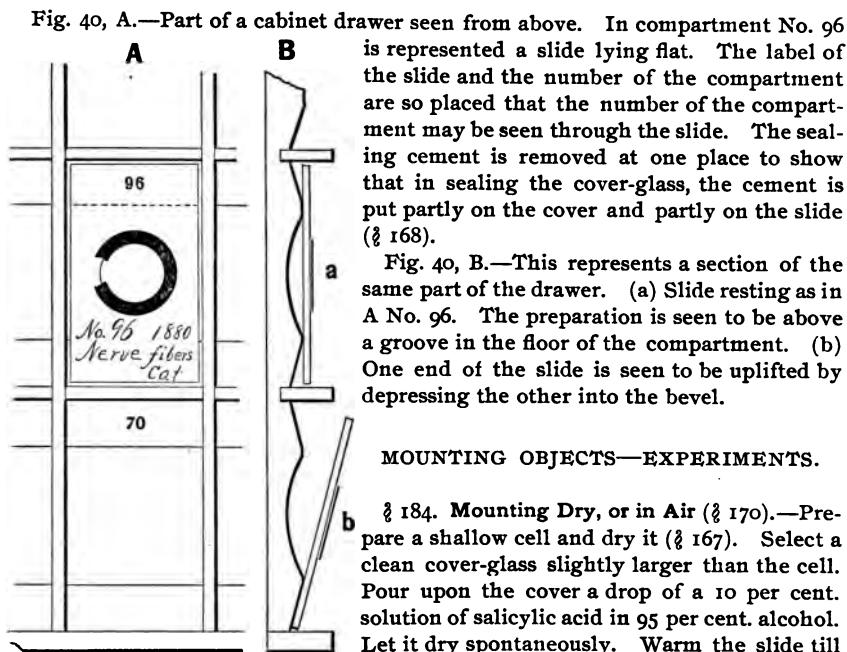 Fig. 40, A.—Part of a cabinet drawer seen from above. In compartment No. 96
is represented a slide lying flat. The label of
the slide and the number of the compartment
are so placed that the number of the compart-
ment may be seen through the slide. The seal-
ing cement is removed at one place to show
that in sealing the cover-glass, the cement is
put partly on the cover and partly on the slide
(§ 168).
Fig. 40, B.—This represents a section of the
same part of the drawer. (a) Slide resting as in
A No. 96. The preparation is seen to be above
a groove in the floor of the compartment. (b)
One end of the slide is seen to be uplifted by
depressing the other into the bevel.
A
B
96
No. 96 1880
Nerve fibers
Cat
70
a
b
MOUNTING OBJECTS—EXPERIMENTS.
§ 184. Mounting Dry, or in Air (§ 170).—Pre-
pare a shallow cell and dry it (§ 167). Select a
clean cover-glass slightly larger than the cell.
Pour upon the cover a drop of a 10 per cent.
solution of salicylic acid in 95 per cent. alcohol.
Let it dry spontaneously. Warm the slide till